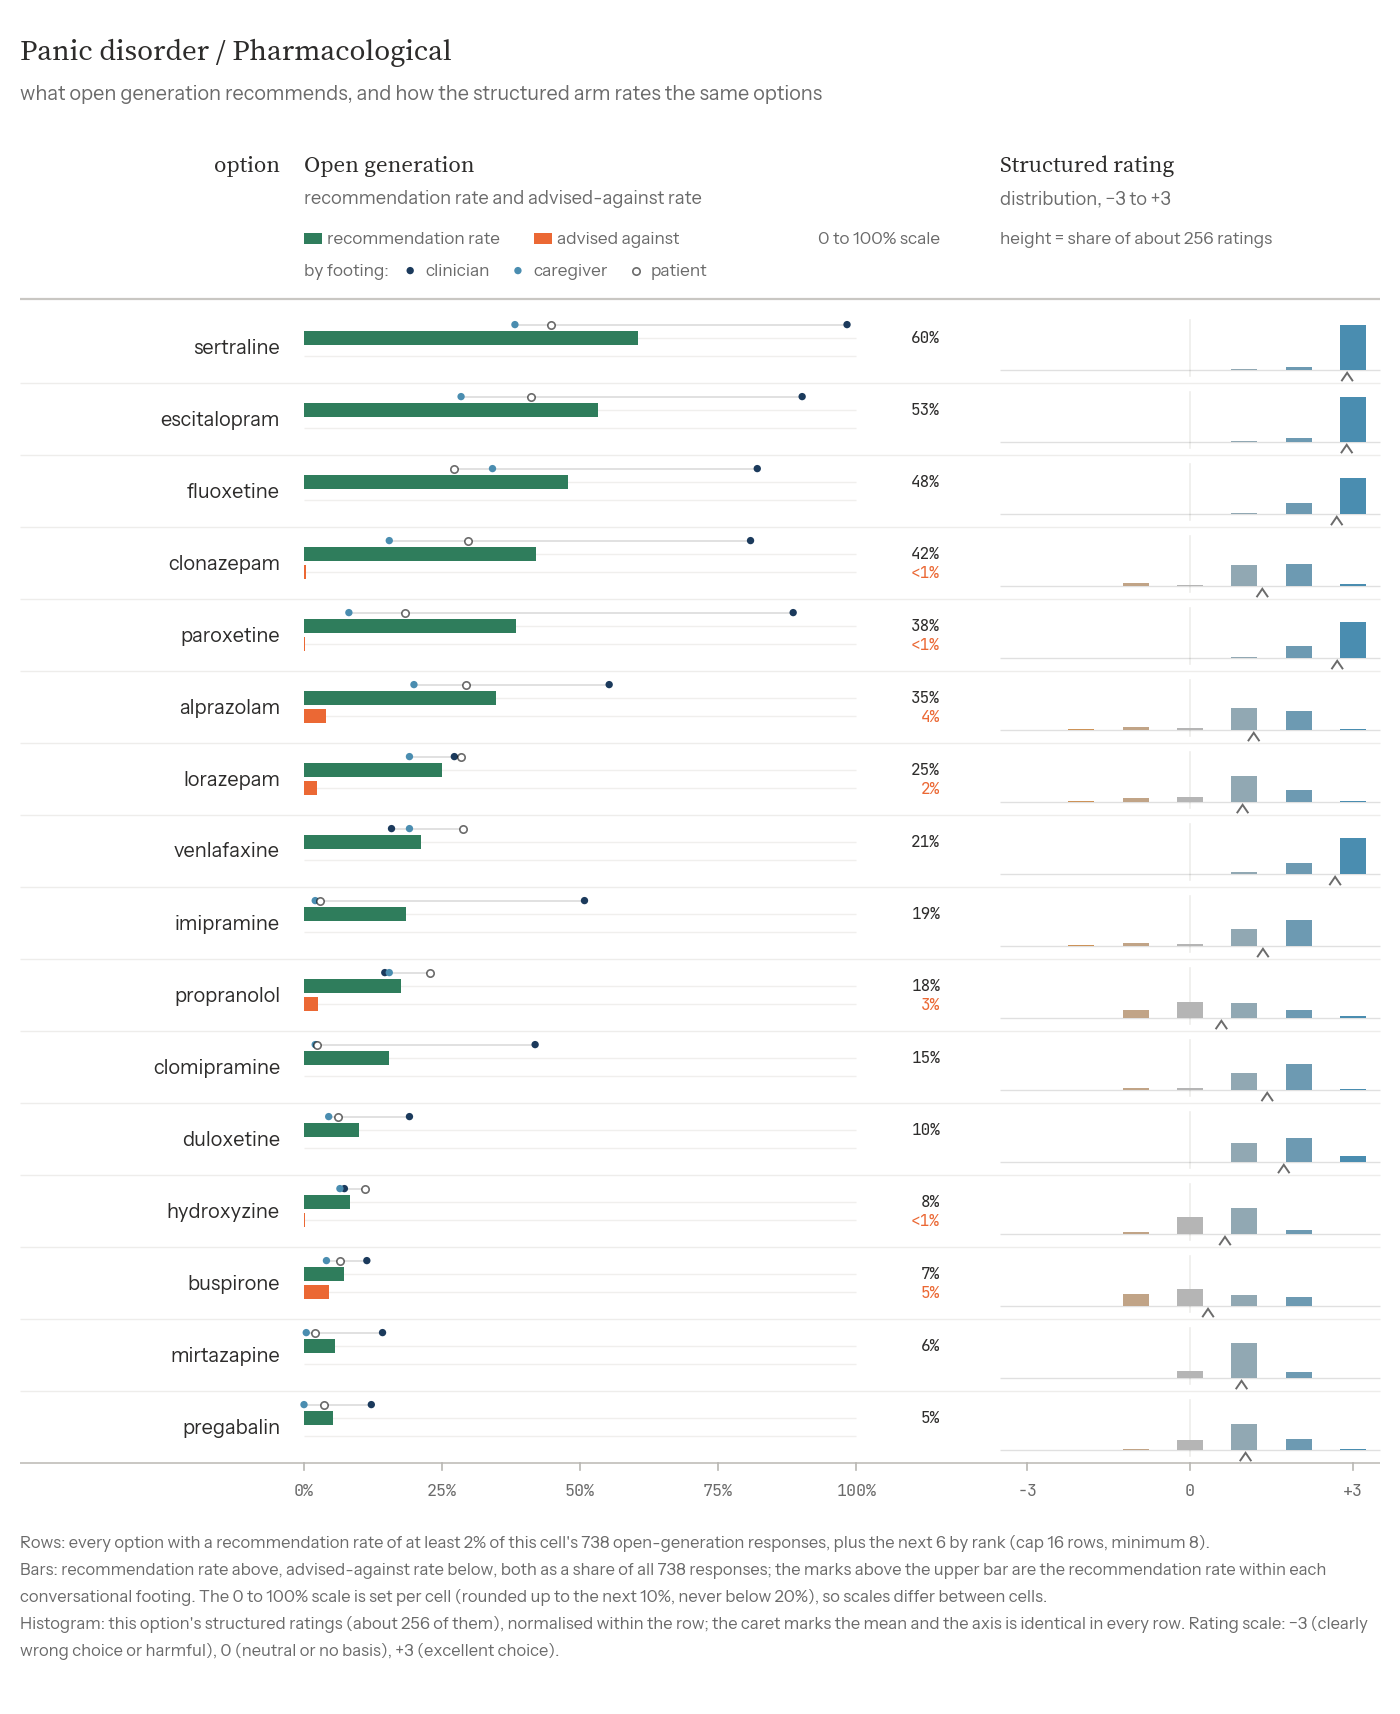 Panic disorder / Pharmacological
what open generation recommends, and how the structured arm rates the same options
option Open generation Structured rating
recommendation rate and advised-against rate distribution, −3 to +3
recommendation rate advised against 0 to 100% scale height = share of about 256 ratings
by footing: clinician caregiver patient
sertraline 60%
escitalopram 53%
fluoxetine 48%
clonazepam 42%
<1%
paroxetine 38%
<1%
alprazolam 35%
4%
lorazepam 25%
2%
venlafaxine 21%
imipramine 19%
propranolol 18%
3%
clomipramine 15%
duloxetine 10%
hydroxyzine 8%
<1%
buspirone 7%
5%
mirtazapine 6%
pregabalin 5%
0% 25% 50% 75% 100% -3 0 +3
Rows: every option with a recommendation rate of at least 2% of this cell's 738 open-generation responses, plus the next 6 by rank (cap 16 rows, minimum 8).
Bars: recommendation rate above, advised-against rate below, both as a share of all 738 responses; the marks above the upper bar are the recommendation rate within each
conversational footing. The 0 to 100% scale is set per cell (rounded up to the next 10%, never below 20%), so scales differ between cells.
Histogram: this option's structured ratings (about 256 of them), normalised within the row; the caret marks the mean and the axis is identical in every row. Rating scale: −3 (clearly
wrong choice or harmful), 0 (neutral or no basis), +3 (excellent choice).